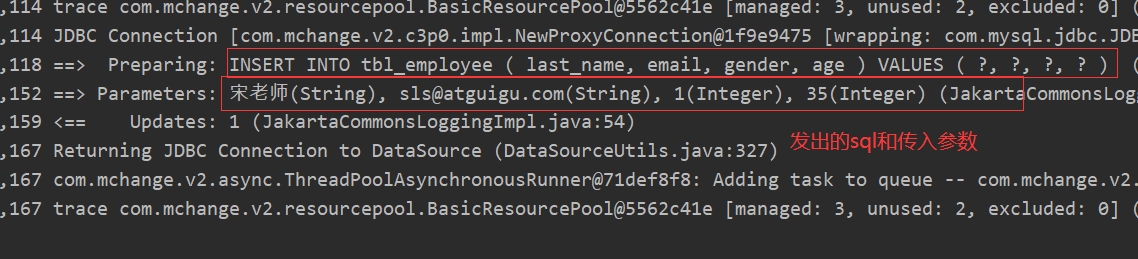 ,114 trace com.mchange.v2.resourcepool.BasicResourcePool@5562c41e [managed: 3, unused: 2, excluded: 0] (
,114 JDBC Connection [com.mchange.v2.c3p0.impl.NewProxyConnection@1f9e9475 [wrapping: com.mysql.jdbc.JDB
,118 ==>  Preparing: INSERT INTO tbl_employee ( last_name, email, gender, age ) VALUES ( ?, ?, ?, ? )
,152 ==> Parameters: 宋老师(String), sls@atguigu.com(String), 1(Integer), 35(Integer) (JakartaCommonsLogg
,159 <==    Updates: 1 (JakartaCommonsLoggingImpl.java:54)
,167 Returning JDBC Connection to DataSource (DataSourceUtils.java:327) 发出的sql和传入参数
,167 com.mchange.v2.async.ThreadPoolAsynchronousRunner@71def8f8: Adding task to queue -- com.mchange.v2.
,167 trace com.mchange.v2.resourcepool.BasicResourcePool@5562c41e [managed: 3, unused: 2, excluded: 0] (